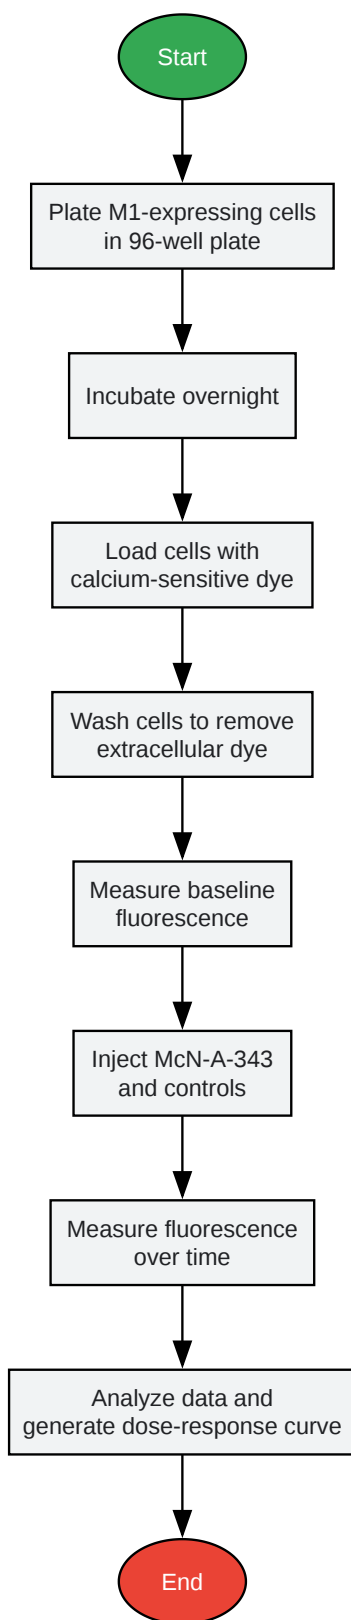 Start
Plate M1-expressing cells
in 96-well plate
Incubate overnight
Load cells with
calcium-sensitive dye
Wash cells to remove
extracellular dye
Measure baseline
fluorescence
Inject McN-A-343
and controls
Measure fluorescence
over time
Analyze data and
generate dose-response curve
End